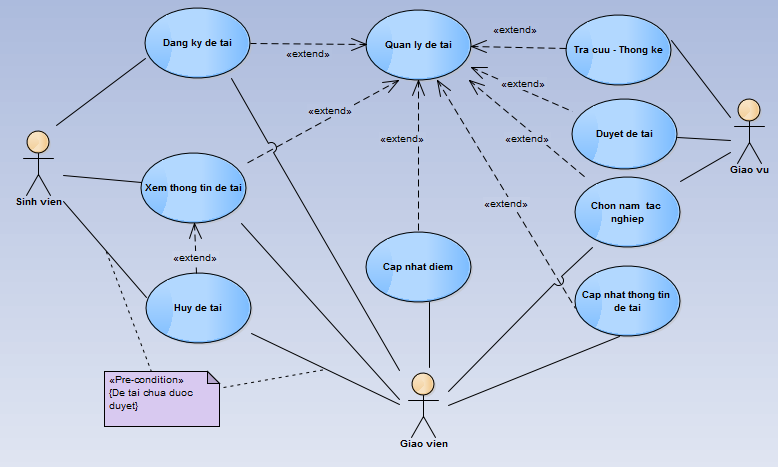 Dang ky de tai
«extend»
Quan ly de tai
«extend»
Tra cuu - Thong ke
«extend»
«extend»
Duyet de tai
Sinh vien
Xem thong tin de tai
«extend»
«extend»
Giao vu
Chon nam tac
nghiep
«extend»
«extend»
Cap nhat diem
Huy de tai
Cap nhat thong tin
de tai
«Pre-condition»
{De tai chua duoc
duyet}
Giao vien